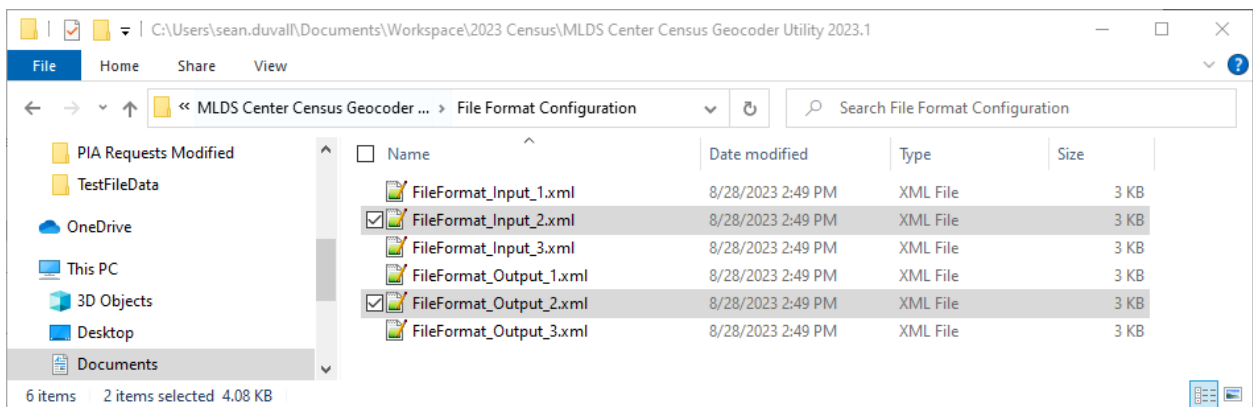 C:\Users\sean.duvall\Documents\Workspace\2023 Census\MLDS Center Census Geocoder Utility 2023.1
File Home Share View
« MLDS Center Census Geocoder ... › File Format Configuration Search File Format Configuration
PIA Requests Modified
TestFileData
OneDrive
This PC
3D Objects
Desktop
Documents
Name Date modified Type Size
FileFormat_Input_1.xml 8/28/2023 2:49 PM XML File 3 KB
FileFormat_Input_2.xml 8/28/2023 2:49 PM XML File 3 KB
FileFormat_Input_3.xml 8/28/2023 2:49 PM XML File 3 KB
FileFormat_Output_1.xml 8/28/2023 2:49 PM XML File 3 KB
FileFormat_Output_2.xml 8/28/2023 2:49 PM XML File 3 KB
FileFormat_Output_3.xml 8/28/2023 2:49 PM XML File 3 KB
6 items 2 items selected 4.08 KB